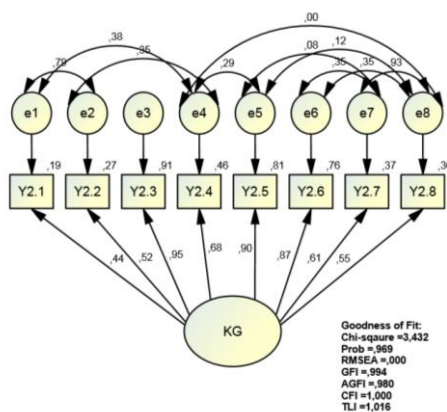 ,00
,38
,12
,79
,35
,29
,08
,35
,35
,93
e1
e2
e3
e4
e5
e6
e7
e8
,19
,27
,91
,46
,81
,76
,37
Y2.1
Y2.2
Y2.3
Y2.4
Y2.5
Y2.6
Y2.7
Y2.8
,44
,52
,95
,68
,90
,87
,61
,55
KG
Goodness of Fit:
Chi-sqaure =3,432
Prob =,969
RMSEA =,000
GFI =,994
AGFI =,980
CFI =1,000
TLI =1,016